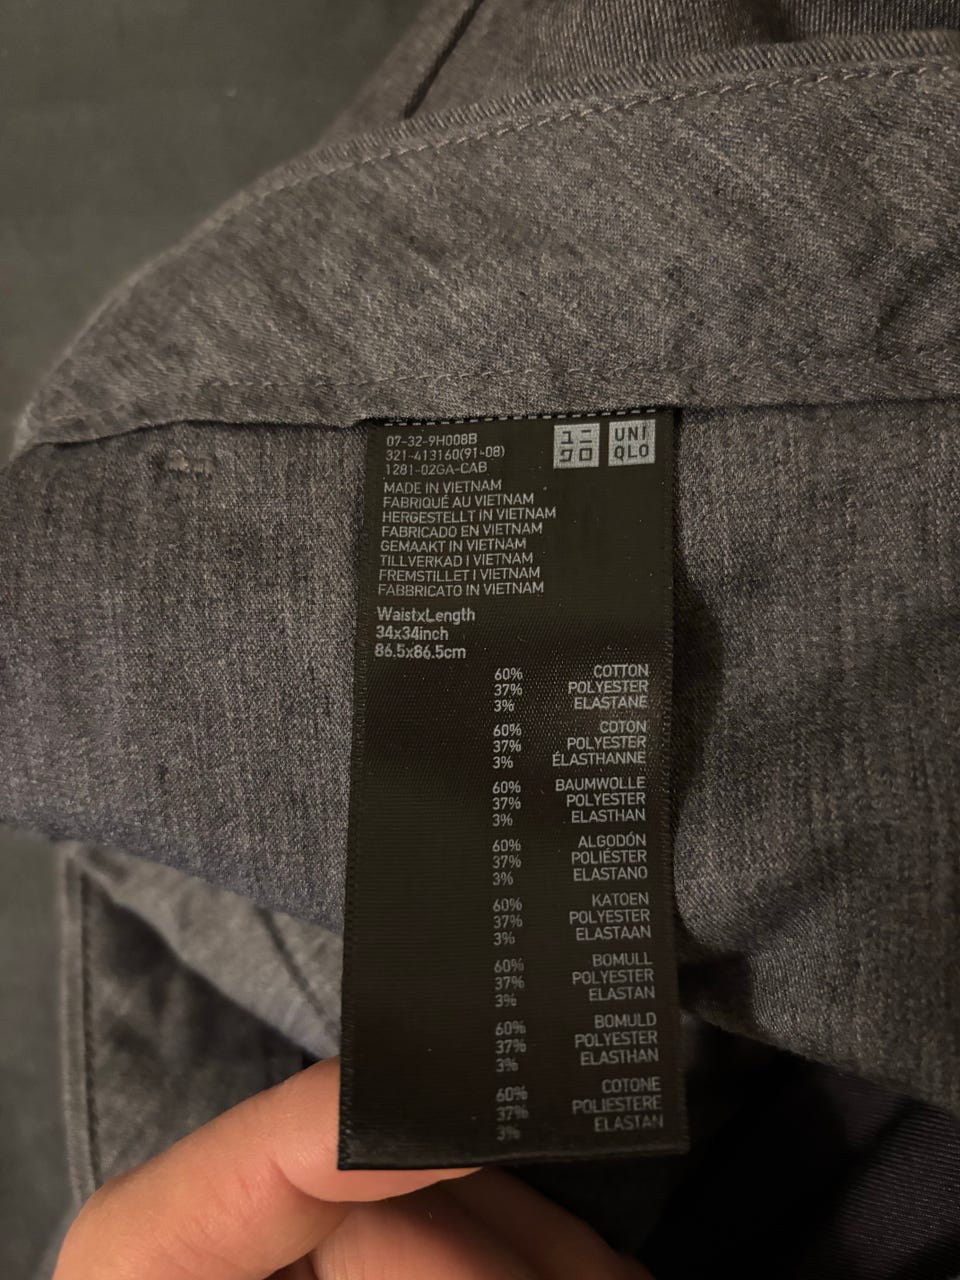 07-32-9H008B
321-413160(91-08)
1281-02GA-CAB
ユニ
クロ
UNI
QLO
MADE IN VIETNAM
FABRIQUÉ AU VIETNAM
HERGESTELLT IN VIETNAM
FABRICADO EN VIETNAM
GEMAAKT IN VIETNAM
TILLVERKAD I VIETNAM
FREMSTILLET I VIETNAM
FABBRICATO IN VIETNAM
WaistxLength
34x34inch
86.5x86.5cm
60% COTTON
37% POLYESTER
3% ELASTANE
60% COTON
37% POLYESTER
3% ÉLASTHANNE
60% BAUMWOLLE
37% POLYESTER
3% ELASTHAN
60% ALGODÓN
37% POLIÉSTER
3% ELASTANO
60% KATOEN
37% POLYESTER
3% ELASTAAN
60% BOMULL
37% POLYESTER
3% ELASTAN
60% BOMULD
37% POLYESTER
3% ELASTHAN
60% COTONE
37% POLIESTERE
3% ELASTAN